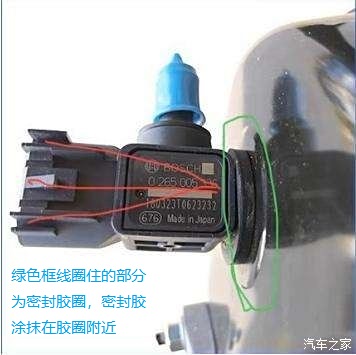 BOSCH
0 265 005
180323T0623232
676 Made in Japan
绿色框线圈住的部分
为密封胶圈，密封胶
涂抹在胶圈附近
汽车之家